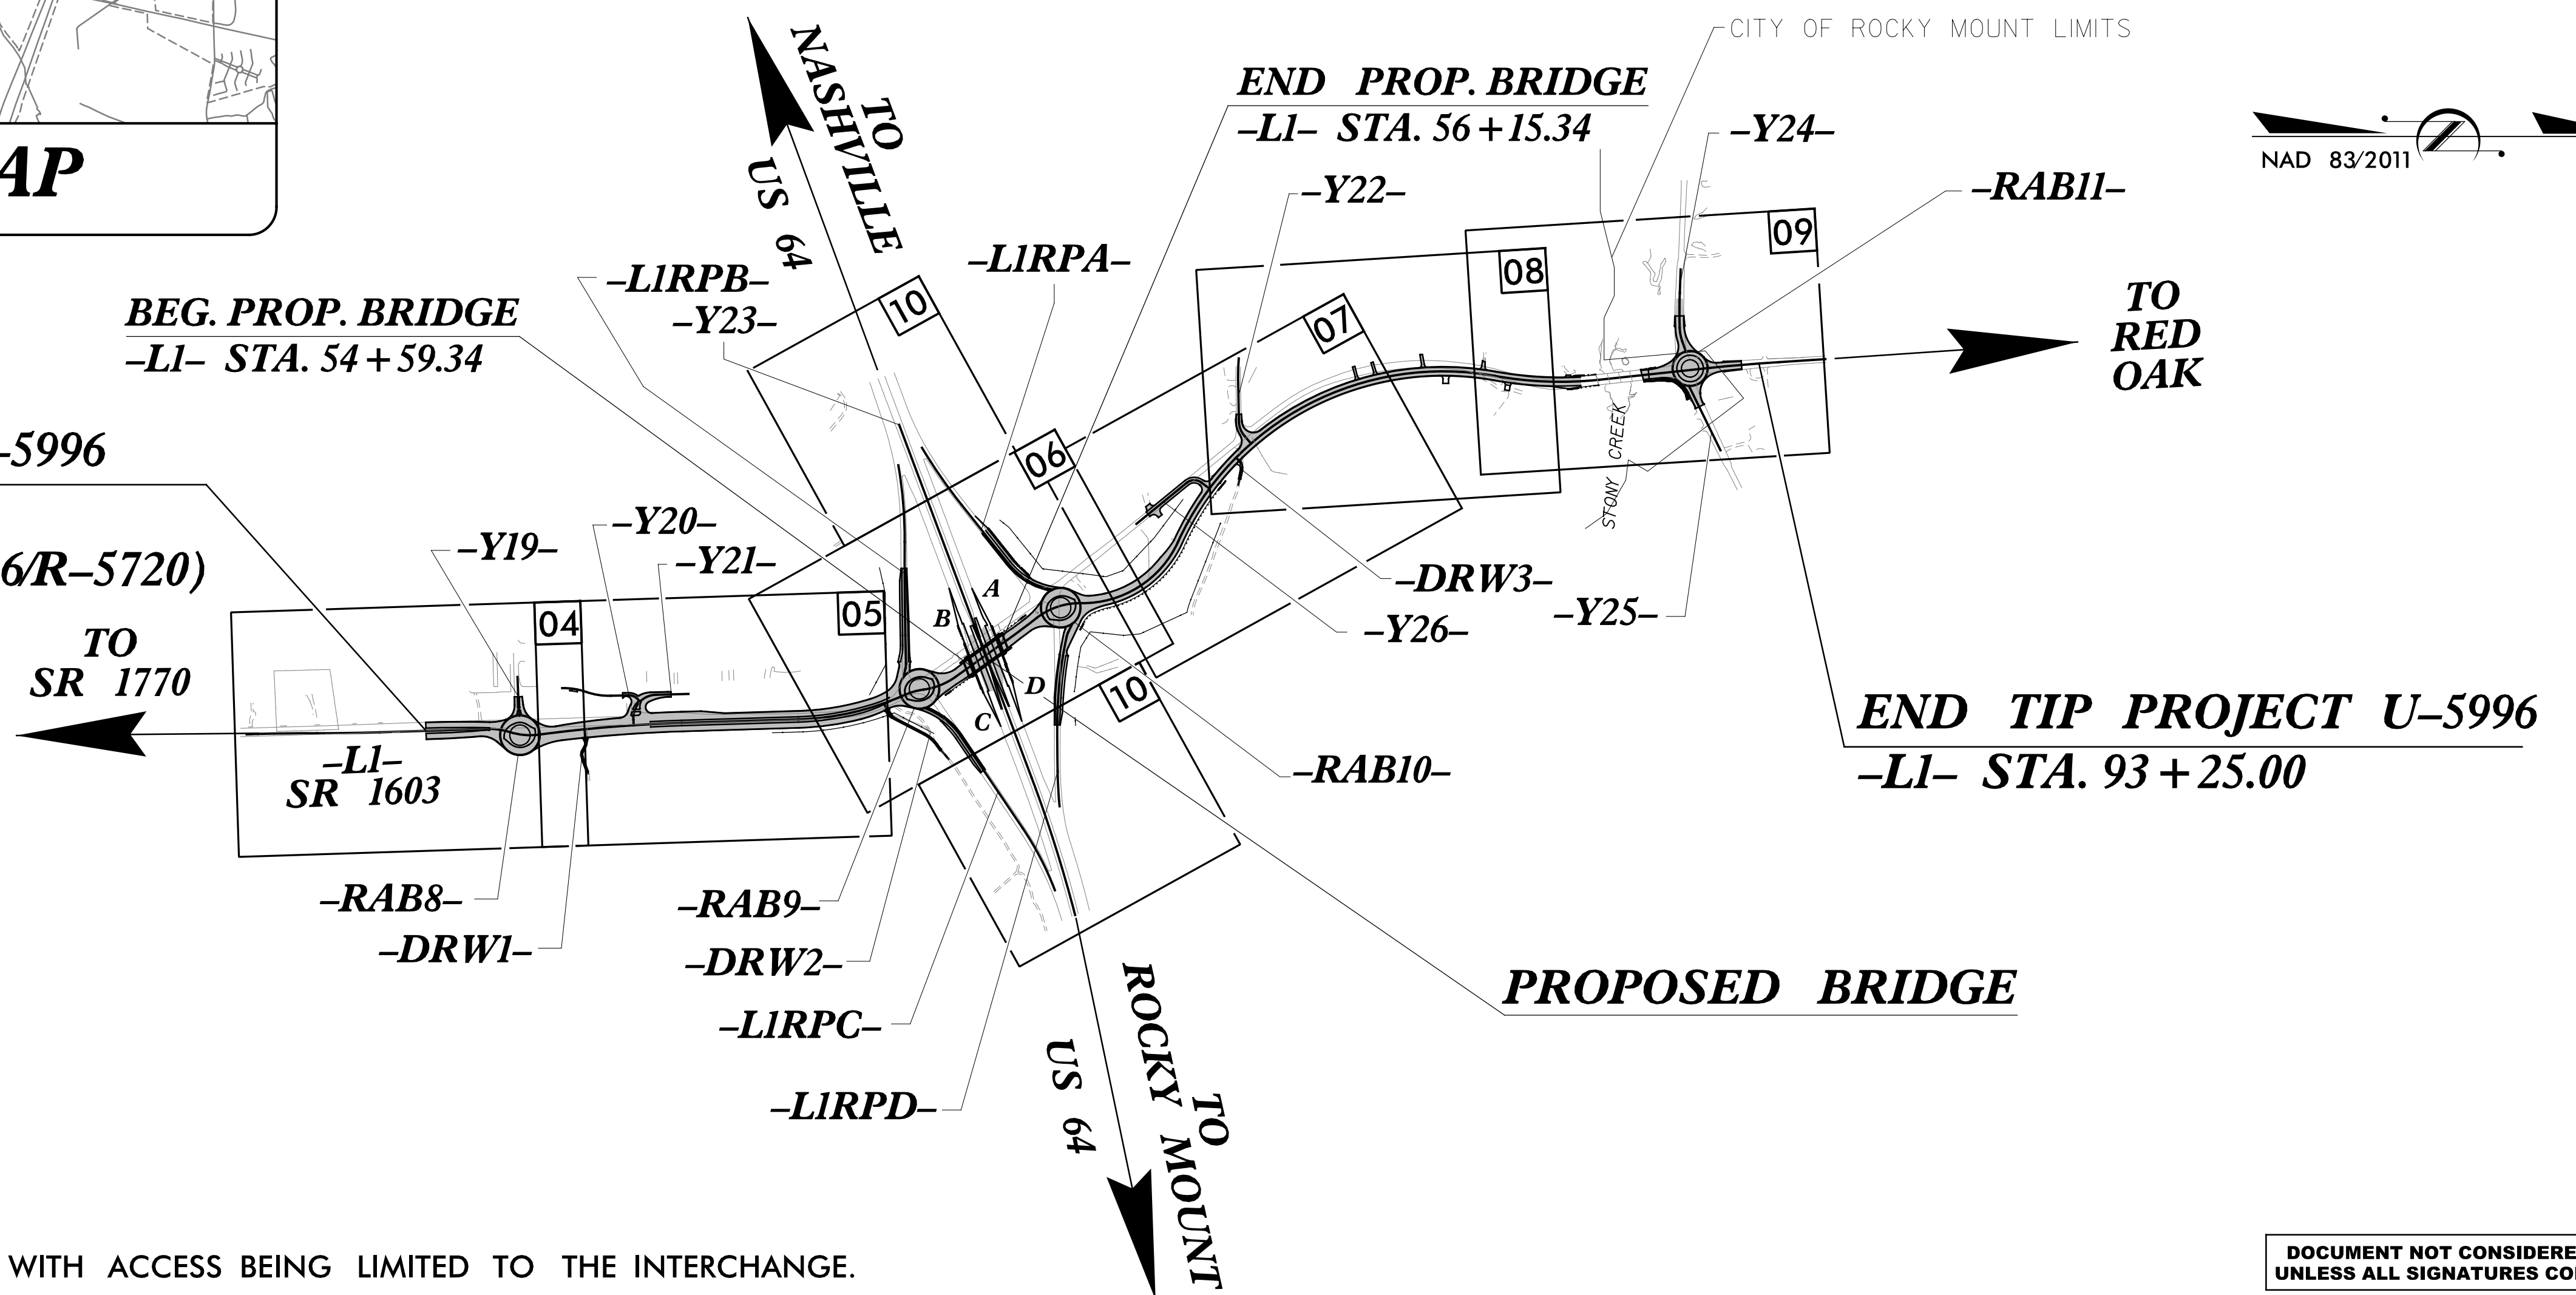 AP
NAD 83/2011
CITY OF ROCKY MOUNT LIMITS
TO
NASHVILLE
US 64
END PROP. BRIDGE
–L1– STA. 56+15.34
–Y24–
–Y22–
–RAB11–
–L1RPA–
–L1RPB–
–Y23–
BEG. PROP. BRIDGE
–L1– STA. 54+59.34
10
09
08
07
06
TO
RED
OAK
–5996
6/R–5720)
TO
SR 1770
–Y19–
–Y20–
–Y21–
04
05
A
B
C
D
10
STONY CREEK
–DRW3–
–Y26–
–Y25–
–L1–
SR 1603
–RAB10–
END TIP PROJECT U–5996
–L1– STA. 93+25.00
–RAB8–
–DRW1–
–RAB9–
–DRW2–
–L1RPC–
–L1RPD–
PROPOSED BRIDGE
US 64
TO
ROCKY MOUNT
WITH ACCESS BEING LIMITED TO THE INTERCHANGE.
DOCUMENT NOT CONSIDERE
UNLESS ALL SIGNATURES CO